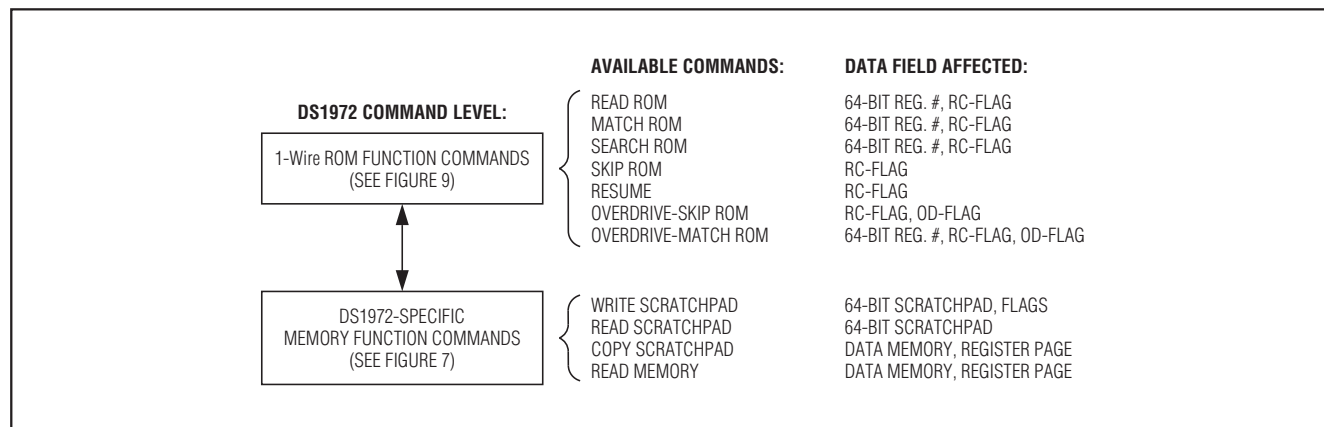 AVAILABLE COMMANDS: DATA FIELD AFFECTED:
DS1972 COMMAND LEVEL:
1-Wire ROM FUNCTION COMMANDS
(SEE FIGURE 9)
READ ROM 64-BIT REG. #, RC-FLAG
MATCH ROM 64-BIT REG. #, RC-FLAG
SEARCH ROM 64-BIT REG. #, RC-FLAG
SKIP ROM RC-FLAG
RESUME RC-FLAG
OVERDRIVE-SKIP ROM RC-FLAG, OD-FLAG
OVERDRIVE-MATCH ROM 64-BIT REG. #, RC-FLAG, OD-FLAG
DS1972-SPECIFIC
MEMORY FUNCTION COMMANDS
(SEE FIGURE 7)
WRITE SCRATCHPAD 64-BIT SCRATCHPAD, FLAGS
READ SCRATCHPAD 64-BIT SCRATCHPAD
COPY SCRATCHPAD DATA MEMORY, REGISTER PAGE
READ MEMORY DATA MEMORY, REGISTER PAGE